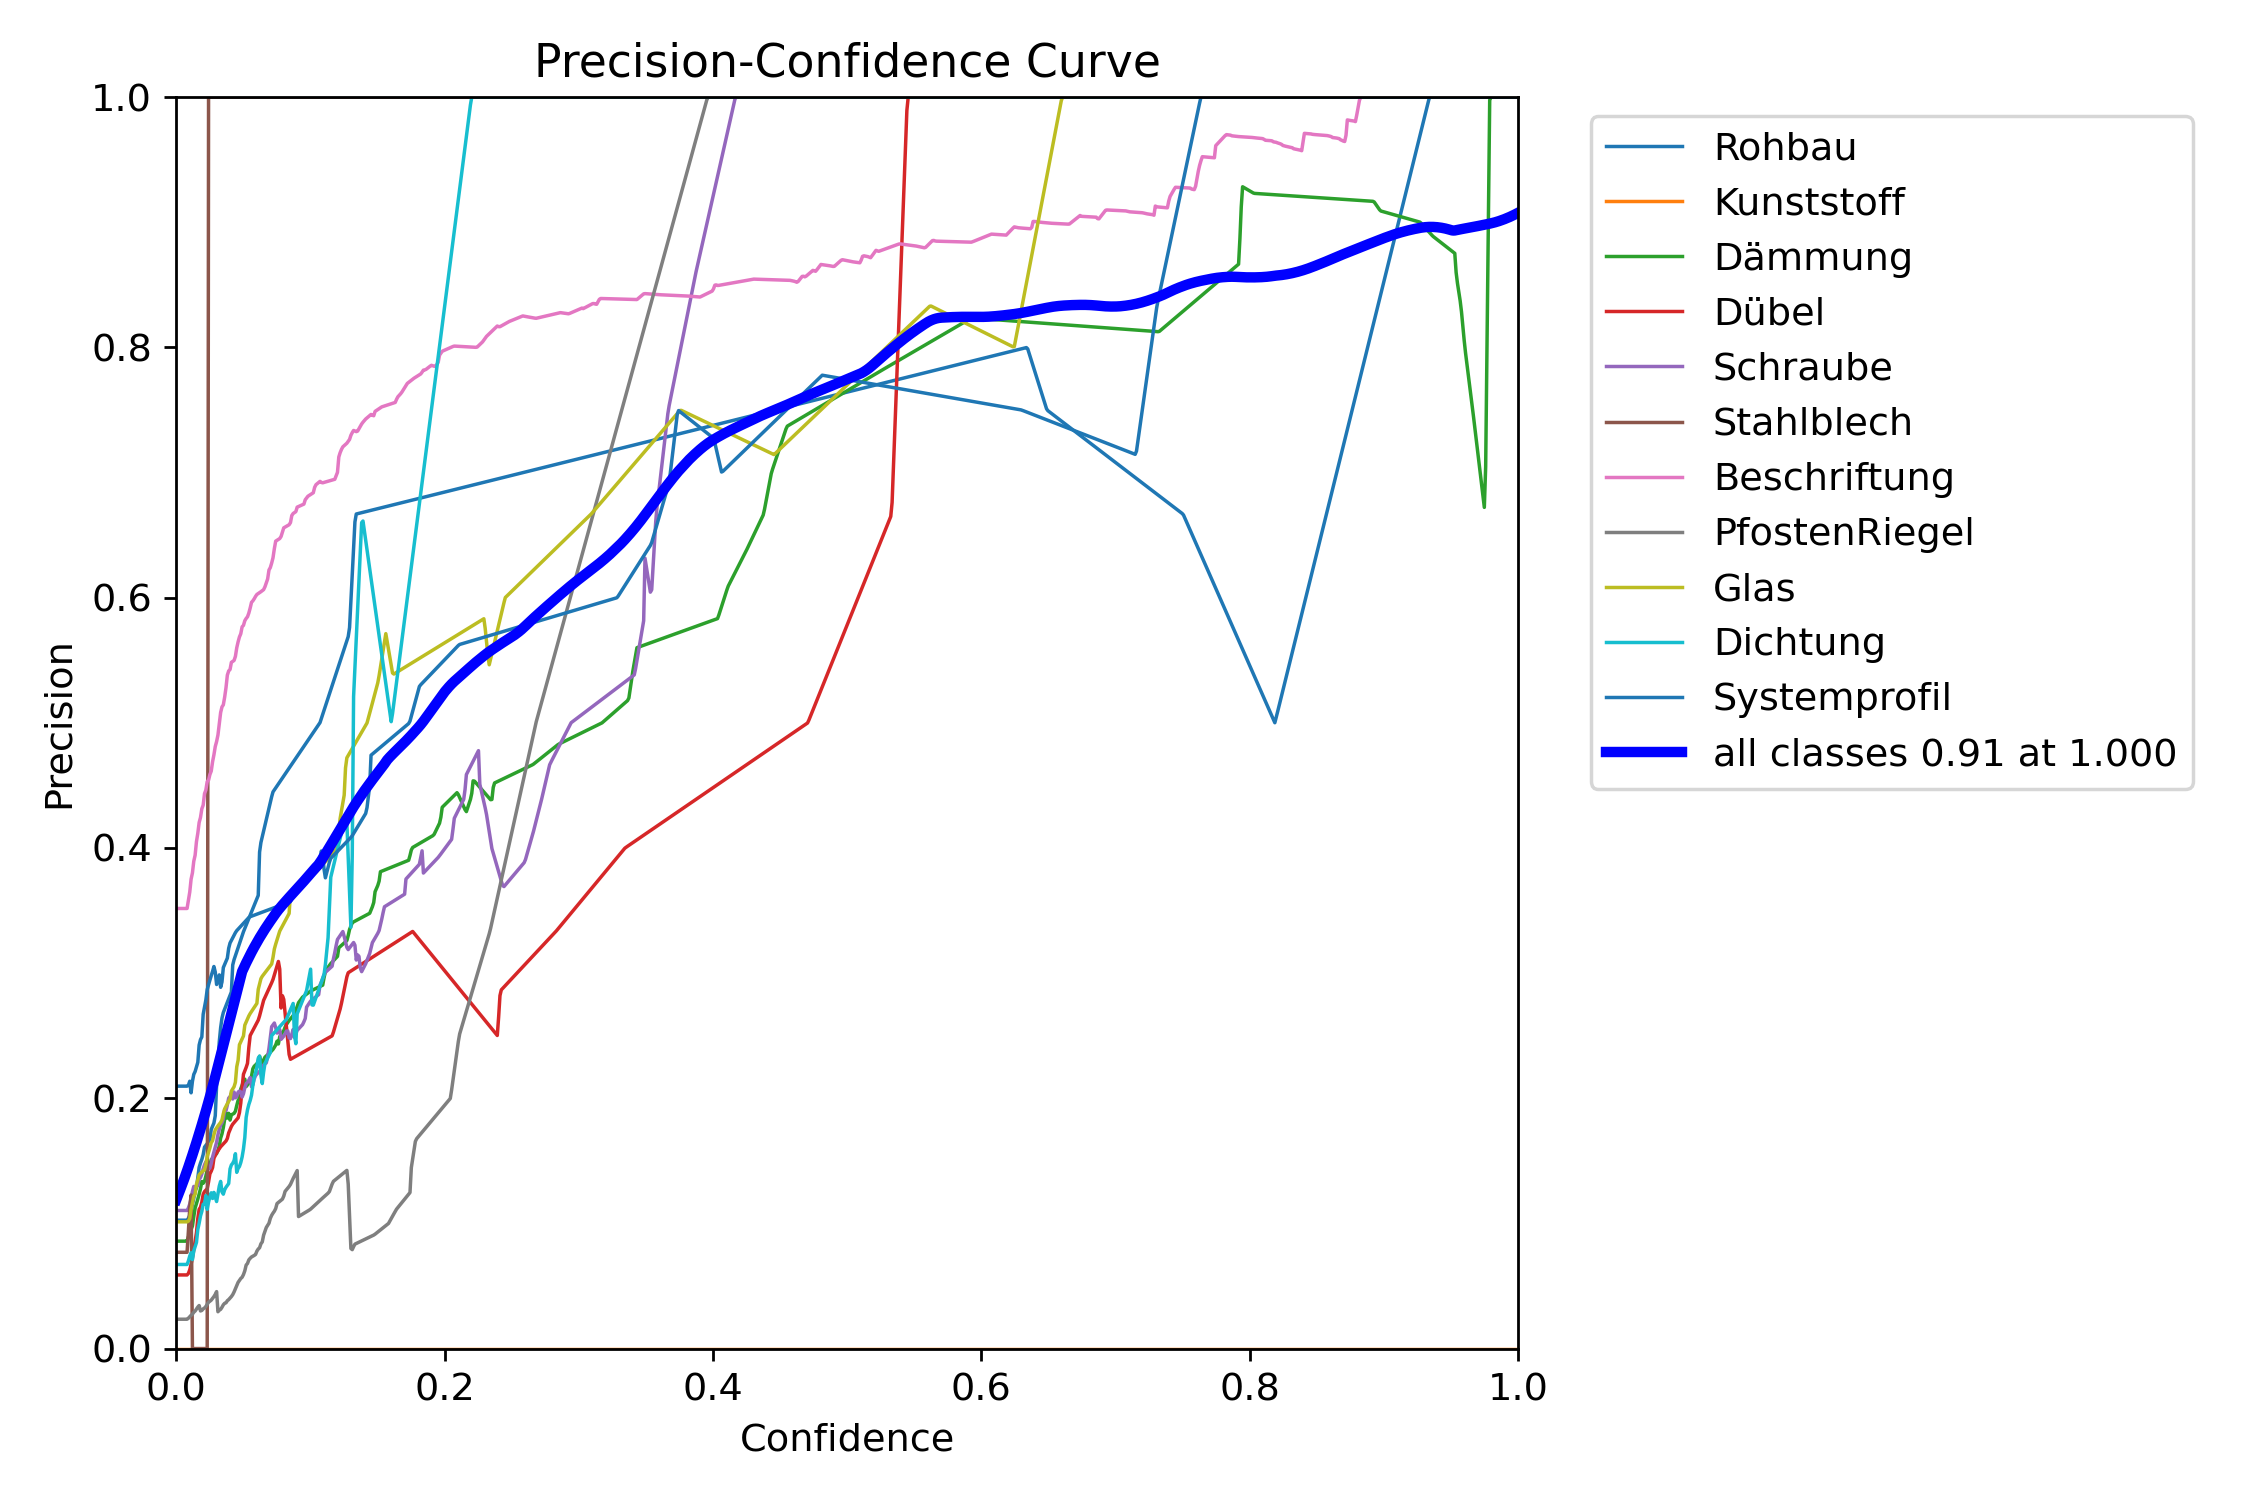 Precision-Confidence Curve
1.0
0.8
0.6
0.4
0.2
0.0
Precision
0.0 0.2 0.4 0.6 0.8 1.0
Confidence
Rohbau
Kunststoff
Dämmung
Dübel
Schraube
Stahlblech
Beschriftung
PfostenRiegel
Glas
Dichtung
Systemprofil
all classes 0.91 at 1.000